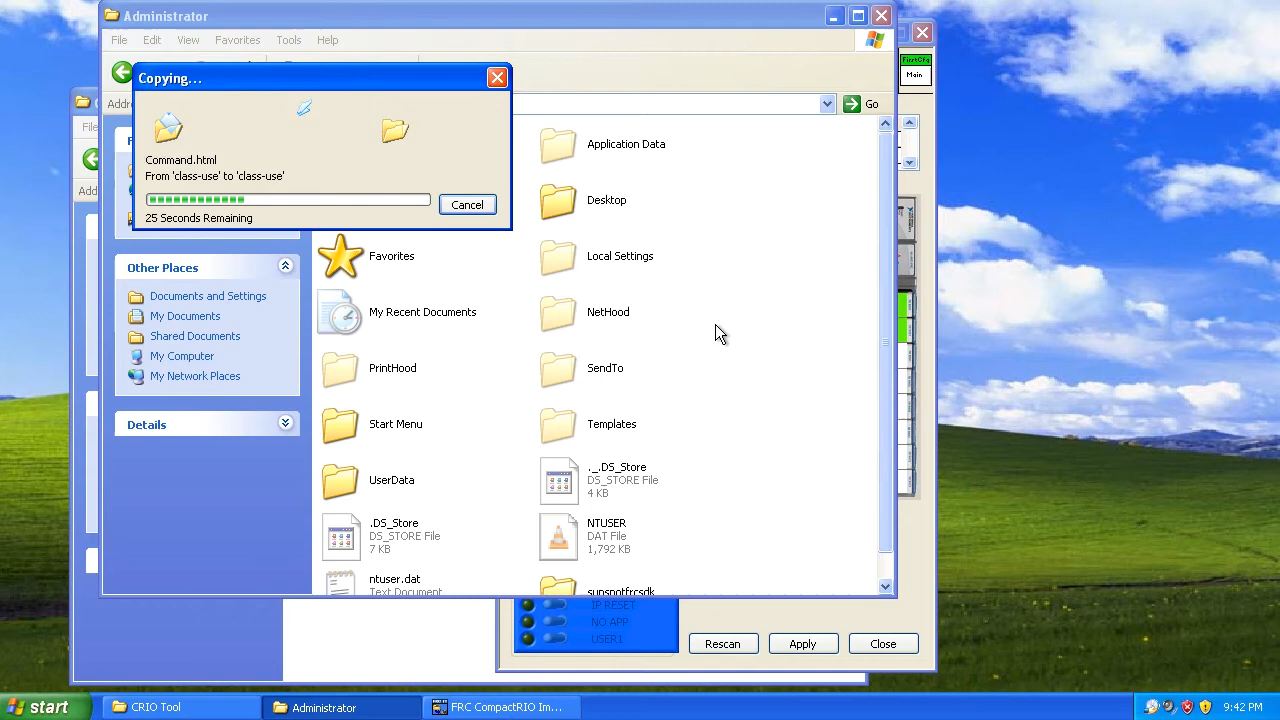 Administrator
File Edit View Favorites Tools Help
FirstCfg
Main
Copying...
Go
Command.html
From 'class-use' to 'class-use'
Cancel
25 Seconds Remaining
Application Data
Desktop
Other Places
Documents and Settings
My Documents
Shared Documents
My Computer
My Network Places
Details
Favorites
Local Settings
My Recent Documents
NetHood
PrintHood
SendTo
Start Menu
Templates
UserData
._.DS_Store
DS_STORE File
4 KB
.DS_Store
DS_STORE File
7 KB
NTUSER
DAT File
1,792 KB
ntuser.dat
Text Document
sunspotfrcsdk
IP RESET
NO APP
USER1
Rescan Apply Close
start
CRIO Tool
Administrator
FRC CompactRIO Im...
9:42 PM